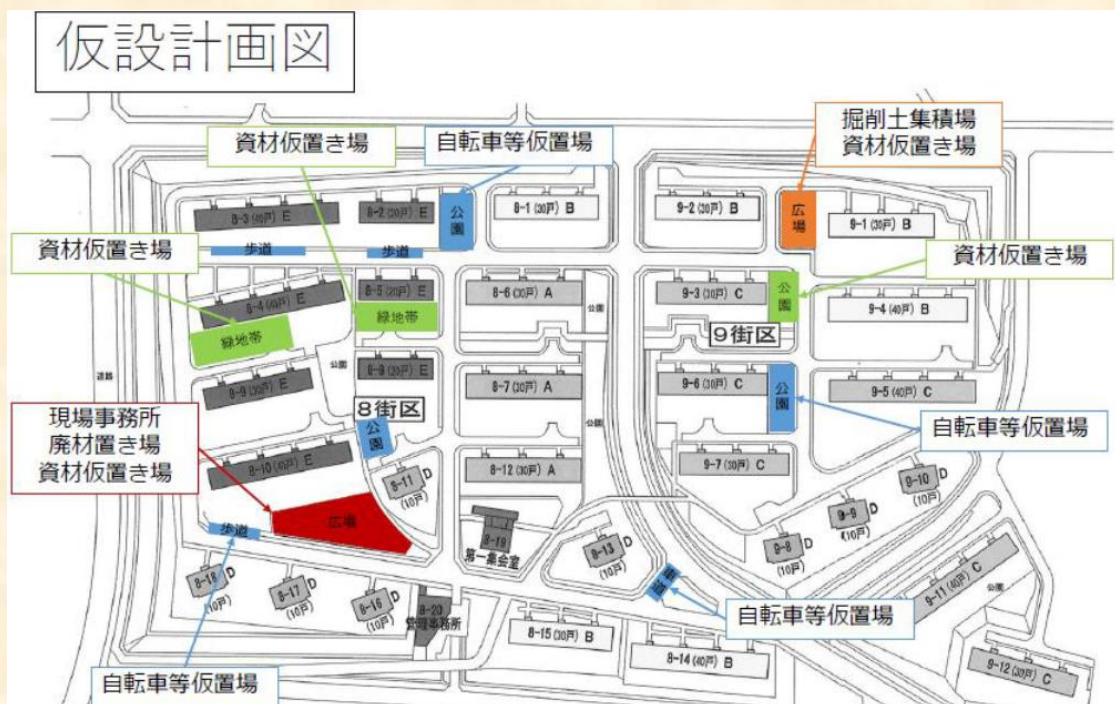 仮設計画図
資材仮置き場
自転車等仮置場
掘削土集積場
資材仮置き場
8-3 (40戸) E
8-2 (30戸) E
公園
8-1 (30戸) B
9-2 (30戸) B
広場
9-1 (30戸) B
歩道
歩道
資材仮置き場
資材仮置き場
8-4 (40戸) E
8-5 (20戸) E
8-6 (30戸) A
公園
9-3 (30戸) C
公園
9-4 (40戸) B
緑地帯
緑地帯
9街区
道路
8-9 (30戸) E
公園
8-8 (20戸) E
8-7 (30戸) A
9-6 (30戸) C
公園
9-5 (40戸) C
8街区
現場事務所
廃材置き場
資材仮置き場
公園
公園
自転車等仮置場
8-10 (40戸) E
8-11 D
(10戸)
8-12 (30戸) A
9-7 (30戸) C
9-10 D
(10戸)
広場
歩道
8-19
第一集会室
9-13 D
(10戸)
9-8 D
(10戸)
9-9 D
(10戸)
8-18 D
(10戸)
8-17 D
(10戸)
8-16 D
(10戸)
8-20
管理事務所
9-11 (40戸) C
公園
自転車等仮置場
8-15 (30戸) B
8-14 (40戸) B
9-12 (30戸) C
自転車等仮置場